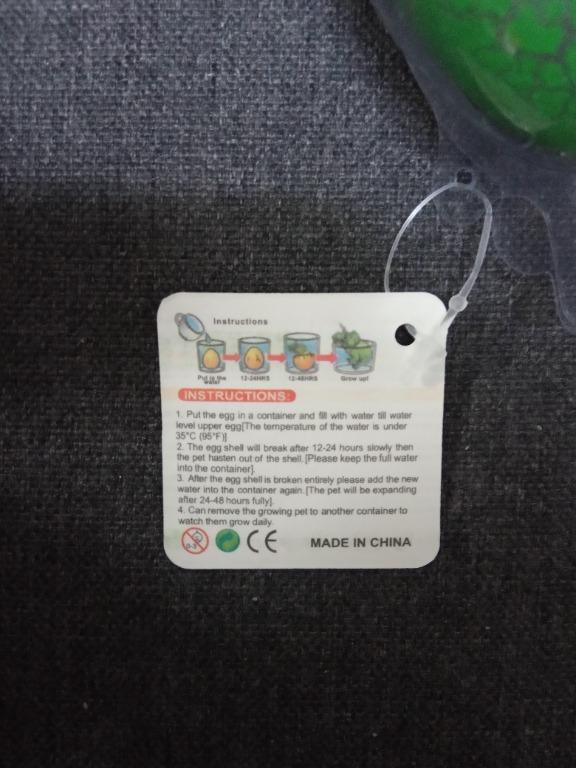 Instructions
Put in the water
12-24HRS
12-48HRS
Grow up!
INSTRUCTIONS:
1. Put the egg in a container and fill with water till water
level upper egg[The temperature of the water is under
35°C (95°F)]
2. The egg shell will break after 12-24 hours slowly then
the pet hasten out of the shell.[Please keep the full water
into the container].
3. After the egg shell is broken entirely please add the new
water into the container again.[The pet will be expanding
after 24-48 hours fully].
4. Can remove the growing pet to another container to
watch them grow daily.
0-3
CE
MADE IN CHINA